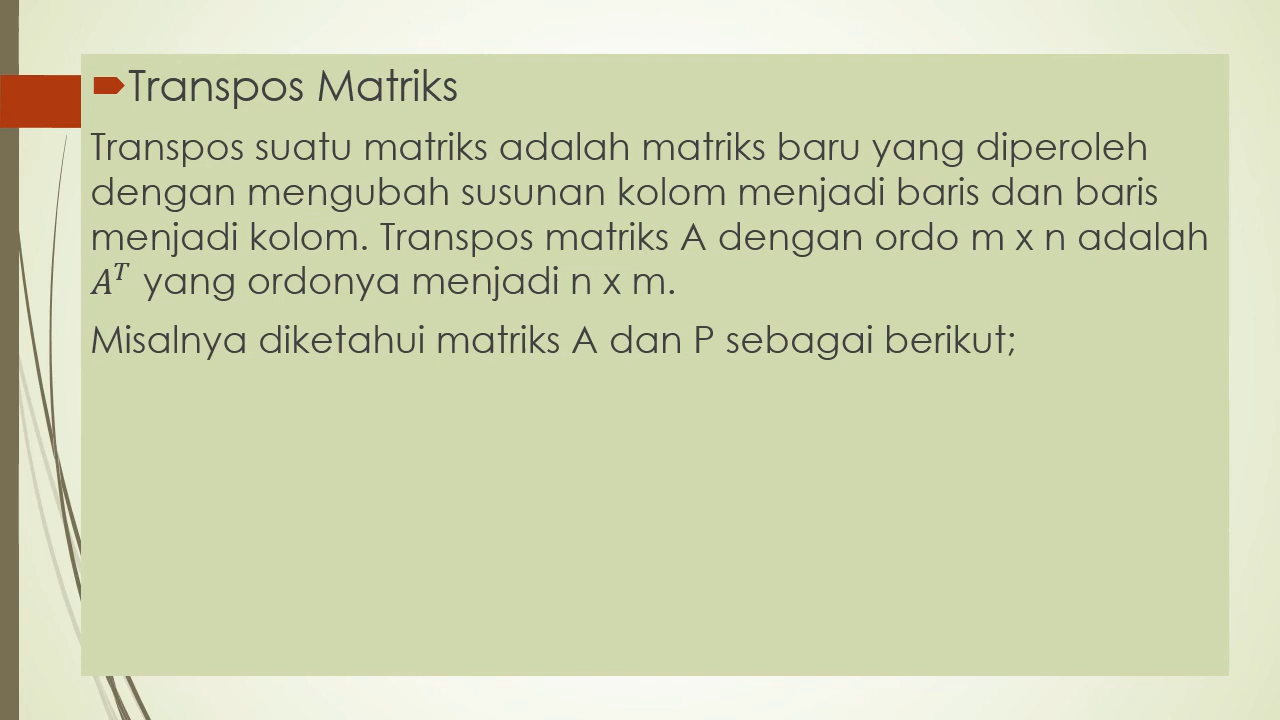 Transpos Matriks
Transpos suatu matriks adalah matriks baru yang diperoleh
dengan mengubah susunan kolom menjadi baris dan baris
menjadi kolom. Transpos matriks A dengan ordo m x n adalah
𝐴ᵀ yang ordonya menjadi n x m.
Misalnya diketahui matriks A dan P sebagai berikut;